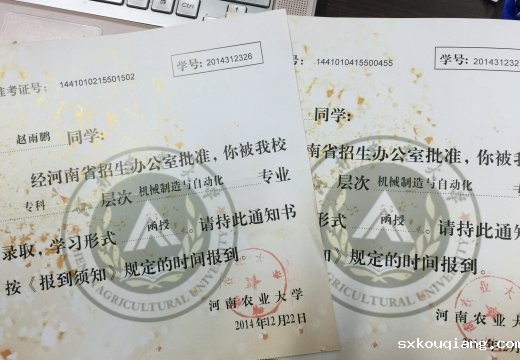 准考证号: 1441010215501502
学号: 2014312326
赵雨鹏 同学:
经河南省招生办公室批准,你被我校
专科 层次 机械制造与自动化 专业
录取,学习形式 函授 。请持此通知书
按《报到须知》规定的时间报到。
河南农业大学
2014年12月22日
AGRICULTURAL UNIVERSITY
号: 1441010415500455
学号: 2014312
同学:
南省招生办公室批准,你被
层次 机械制造与自动化
形式 函授 。请持此通
知》规定的时间报到。
河南农
AGRICULTURAL UNIVERSITY
sxkouqiang.com